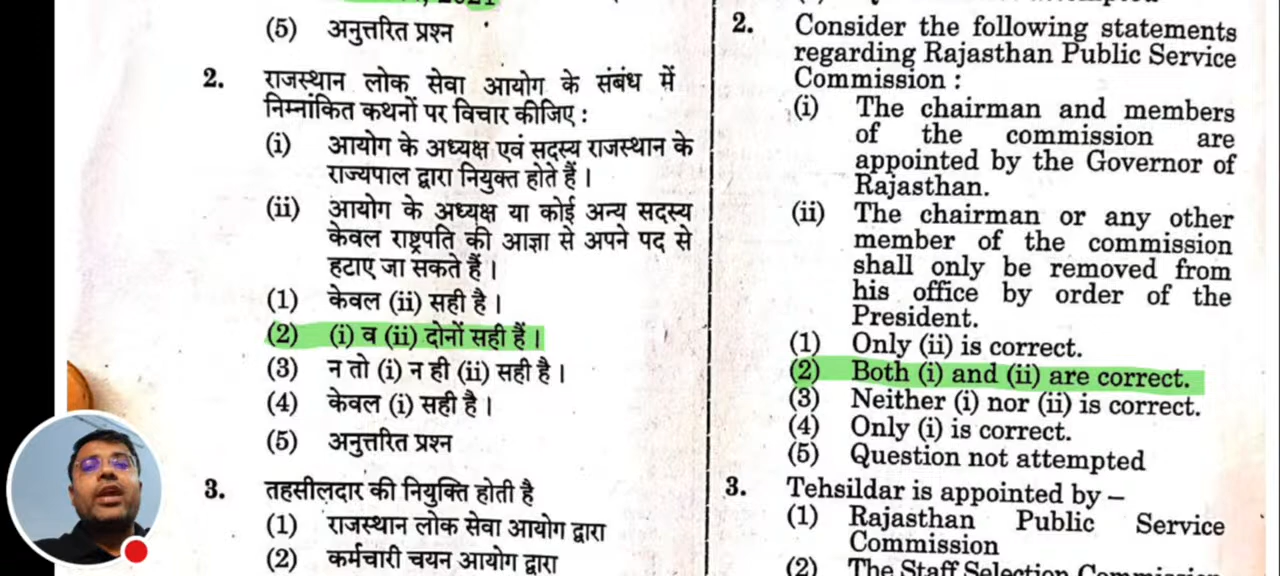 (5) अनुत्तरित प्रश्न
2. राजस्थान लोक सेवा आयोग के संबंध में
निम्नांकित कथनों पर विचार कीजिए :
(i) आयोग के अध्यक्ष एवं सदस्य राजस्थान के
राज्यपाल द्वारा नियुक्त होते हैं।
(ii) आयोग के अध्यक्ष या कोई अन्य सदस्य
केवल राष्ट्रपति की आज्ञा से अपने पद से
हटाए जा सकते हैं।
(1) केवल (ii) सही है।
(2) (i) व (ii) दोनों सही हैं।
(3) न तो (i) न ही (ii) सही है।
(4) केवल (i) सही है।
(5) अनुत्तरित प्रश्न
3. तहसीलदार की नियुक्ति होती है
(1) राजस्थान लोक सेवा आयोग द्वारा
(2) कर्मचारी चयन आयोग द्वारा
2. Consider the following statements
regarding Rajasthan Public Service
Commission :
(i) The chairman and members
of the commission are
appointed by the Governor of
Rajasthan.
(ii) The chairman or any other
member of the commission
shall only be removed from
his office by order of the
President.
(1) Only (ii) is correct.
(2) Both (i) and (ii) are correct.
(3) Neither (i) nor (ii) is correct.
(4) Only (i) is correct.
(5) Question not attempted
3. Tehsildar is appointed by –
(1) Rajasthan Public Service
Commission
(2) The Staff Selection Commission